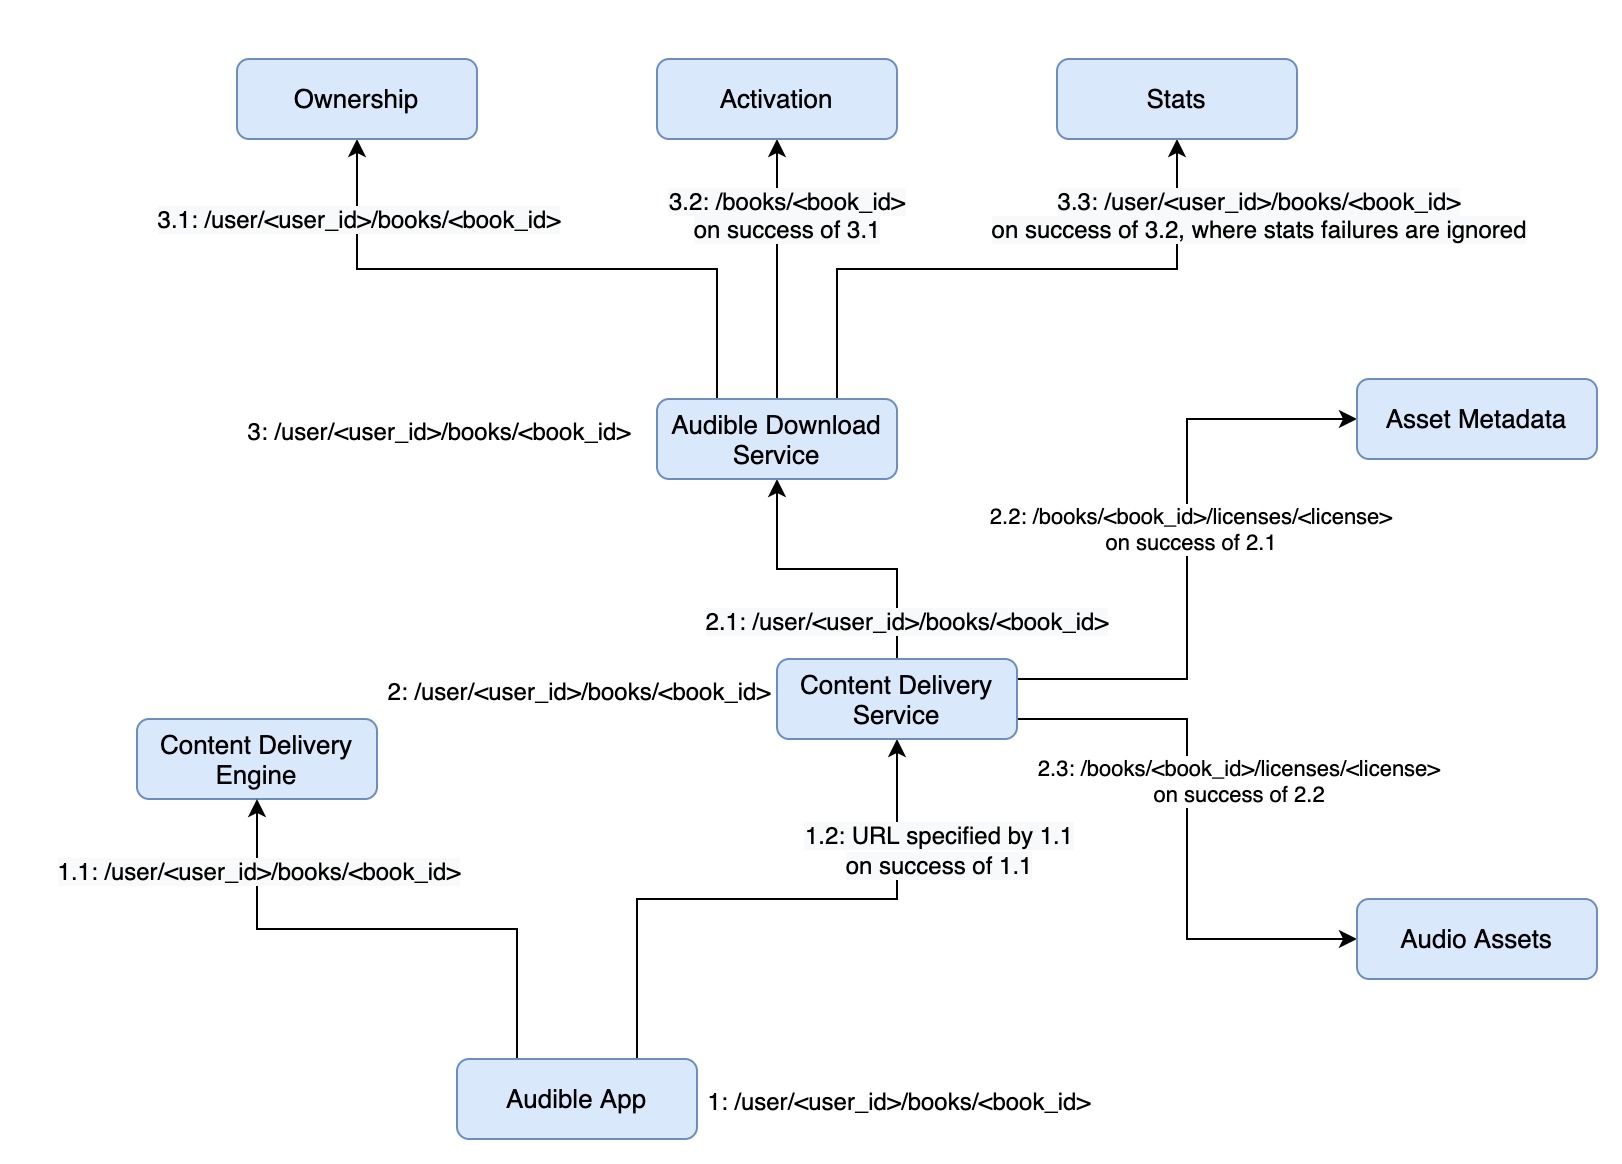 Ownership
Activation
Stats
3.1: /user/<user_id>/books/<book_id>
3.2: /books/<book_id>
on success of 3.1
3.3: /user/<user_id>/books/<book_id>
on success of 3.2, where stats failures are ignored
3: /user/<user_id>/books/<book_id>
Audible Download
Service
Asset Metadata
2.2: /books/<book_id>/licenses/<license>
on success of 2.1
2.1: /user/<user_id>/books/<book_id>
2: /user/<user_id>/books/<book_id>
Content Delivery
Service
Content Delivery
Engine
2.3: /books/<book_id>/licenses/<license>
on success of 2.2
1.2: URL specified by 1.1
on success of 1.1
1.1: /user/<user_id>/books/<book_id>
Audio Assets
Audible App
1: /user/<user_id>/books/<book_id>